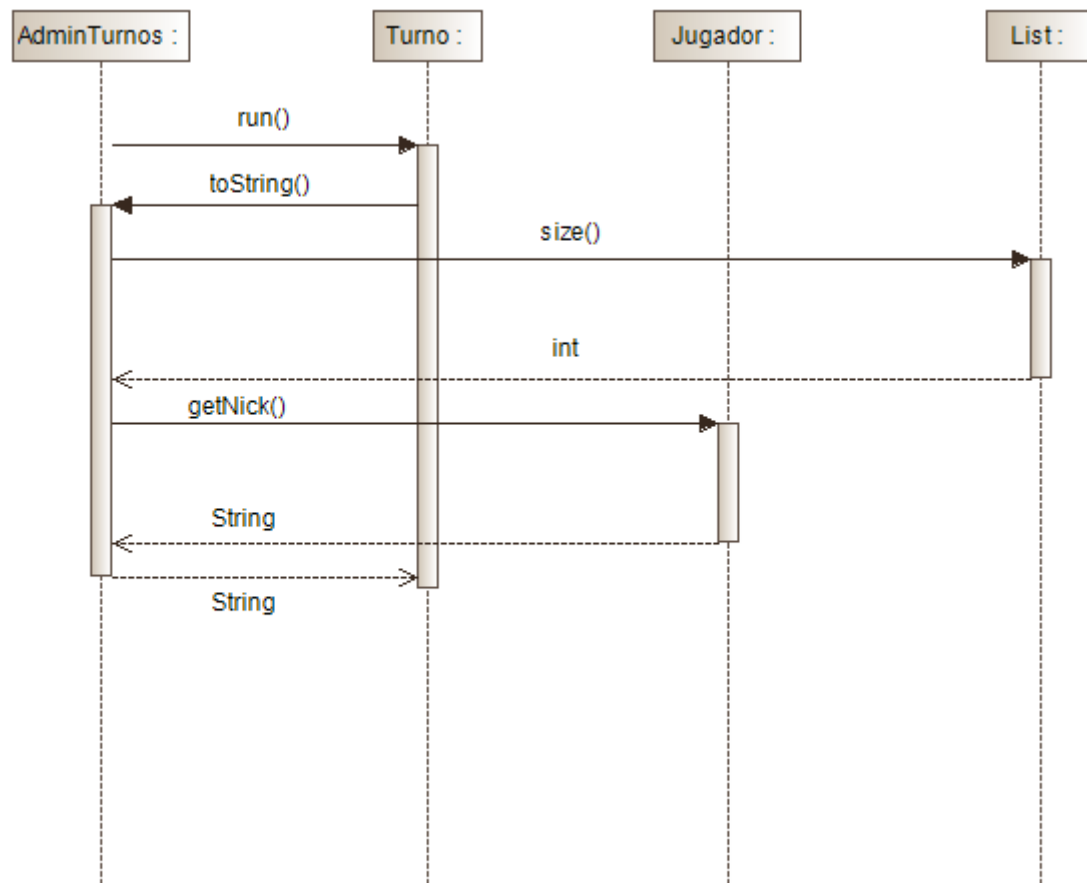 AdminTurnos :
Turno :
Jugador :
List :
run()
toString()
size()
int
getNick()
String
String